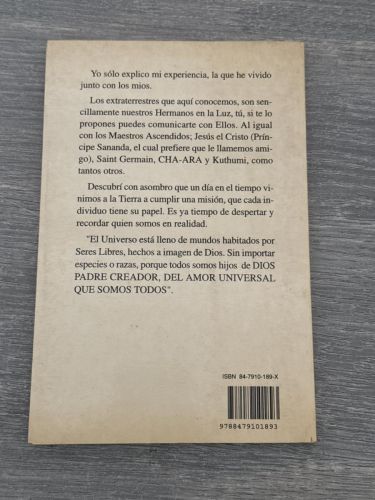 Yo sólo explico mi experiencia, la que he vivido
junto con los mios.
Los extraterrestres que aquí conocemos, son sen-
cillamente nuestros Hermanos en la Luz, tú, si te lo
propones puedes comunicarte con Ellos. Al igual
con los Maestros Ascendidos; Jesús el Cristo (Prín-
cipe Sananda, el cual prefiere que le llamemos ami-
go), Saint Germain, CHA-ARA y Kuthumi, como
tantos otros.
Descubrí con asombro que un día en el tiempo vi-
nimos a la Tierra a cumplir una misión, que cada
individuo tiene su papel. Es ya tiempo de despertar y
recordar quien somos en realidad.
"El Universo está lleno de mundos habitados por
Seres Libres, hechos a imagen de Dios. Sin importar
especies o razas, porque todos somos hijos de DIOS
PADRE CREADOR, DEL AMOR UNIVERSAL
QUE SOMOS TODOS".
ISBN 84-7910-189-X
9788479101893